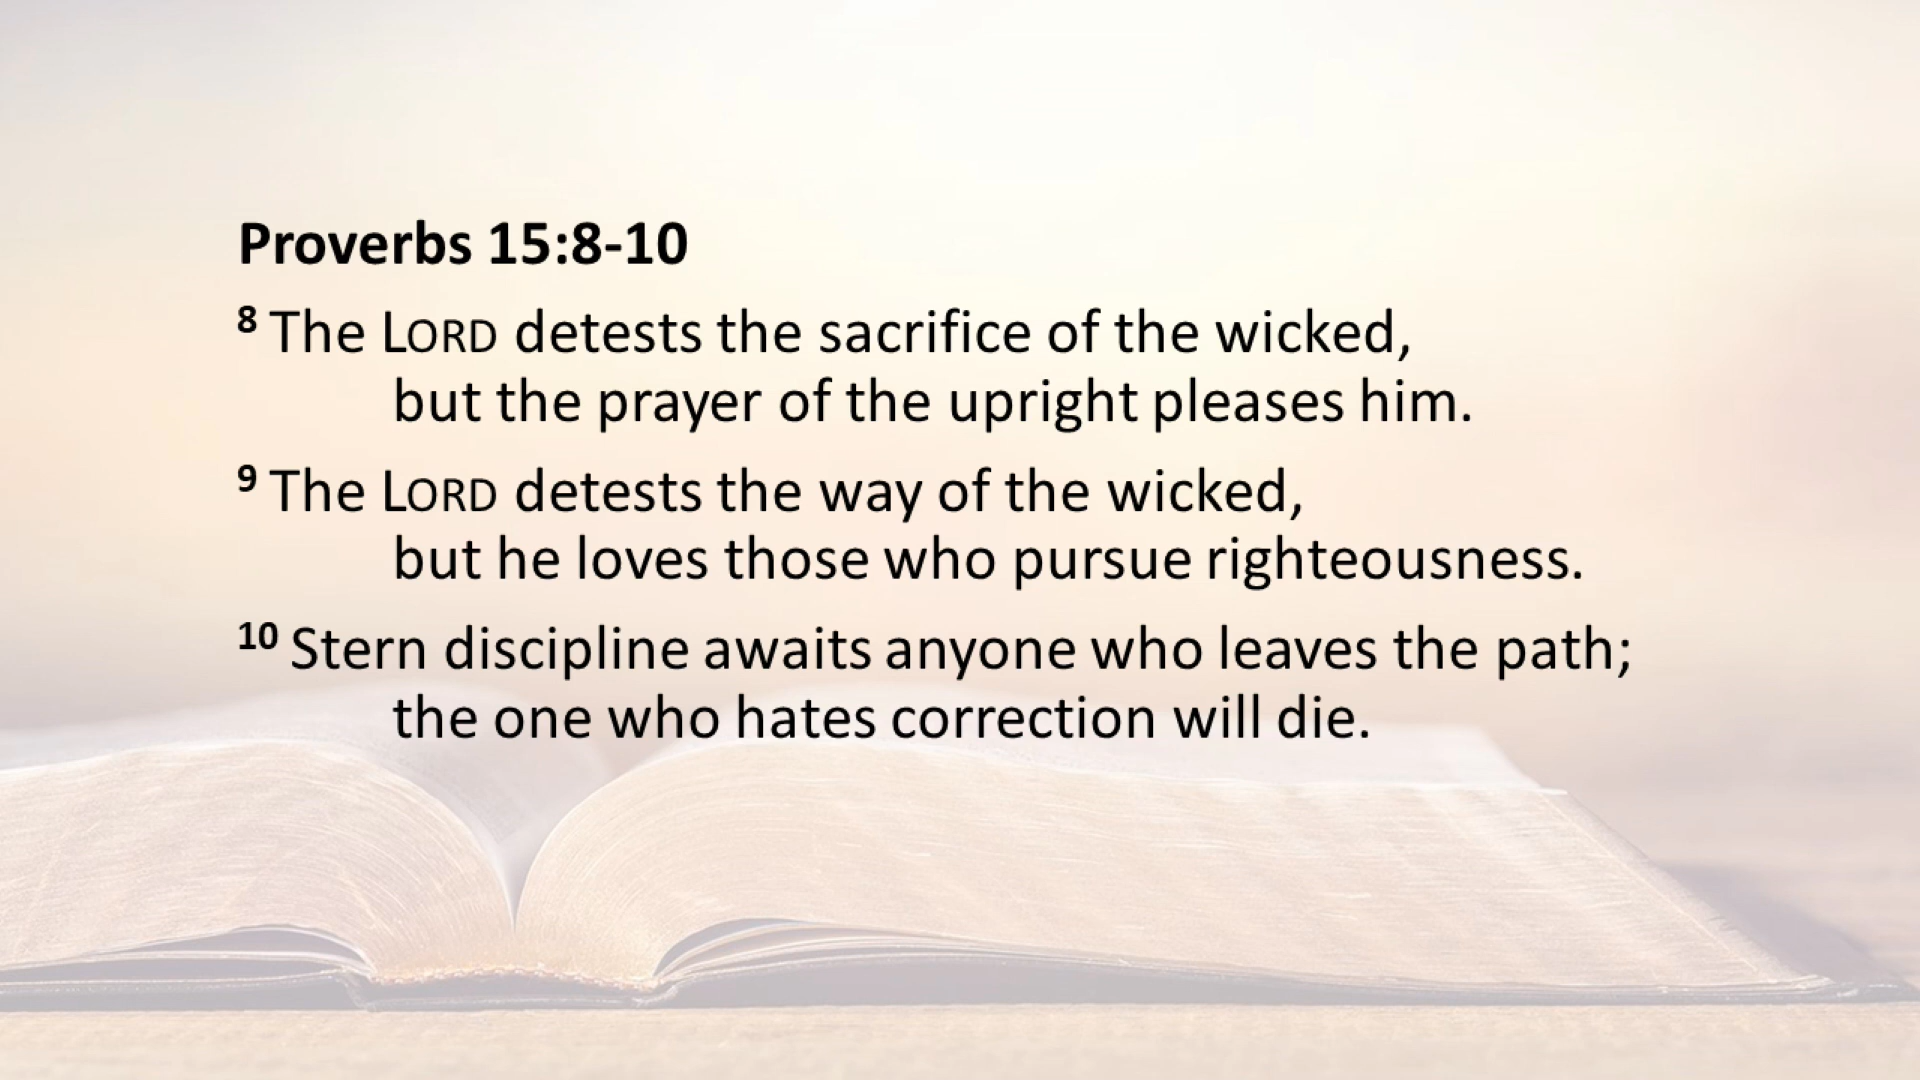 Proverbs 15:8-10
8 The LORD detests the sacrifice of the wicked,
but the prayer of the upright pleases him.
9 The LORD detests the way of the wicked,
but he loves those who pursue righteousness.
10 Stern discipline awaits anyone who leaves the path;
the one who hates correction will die.